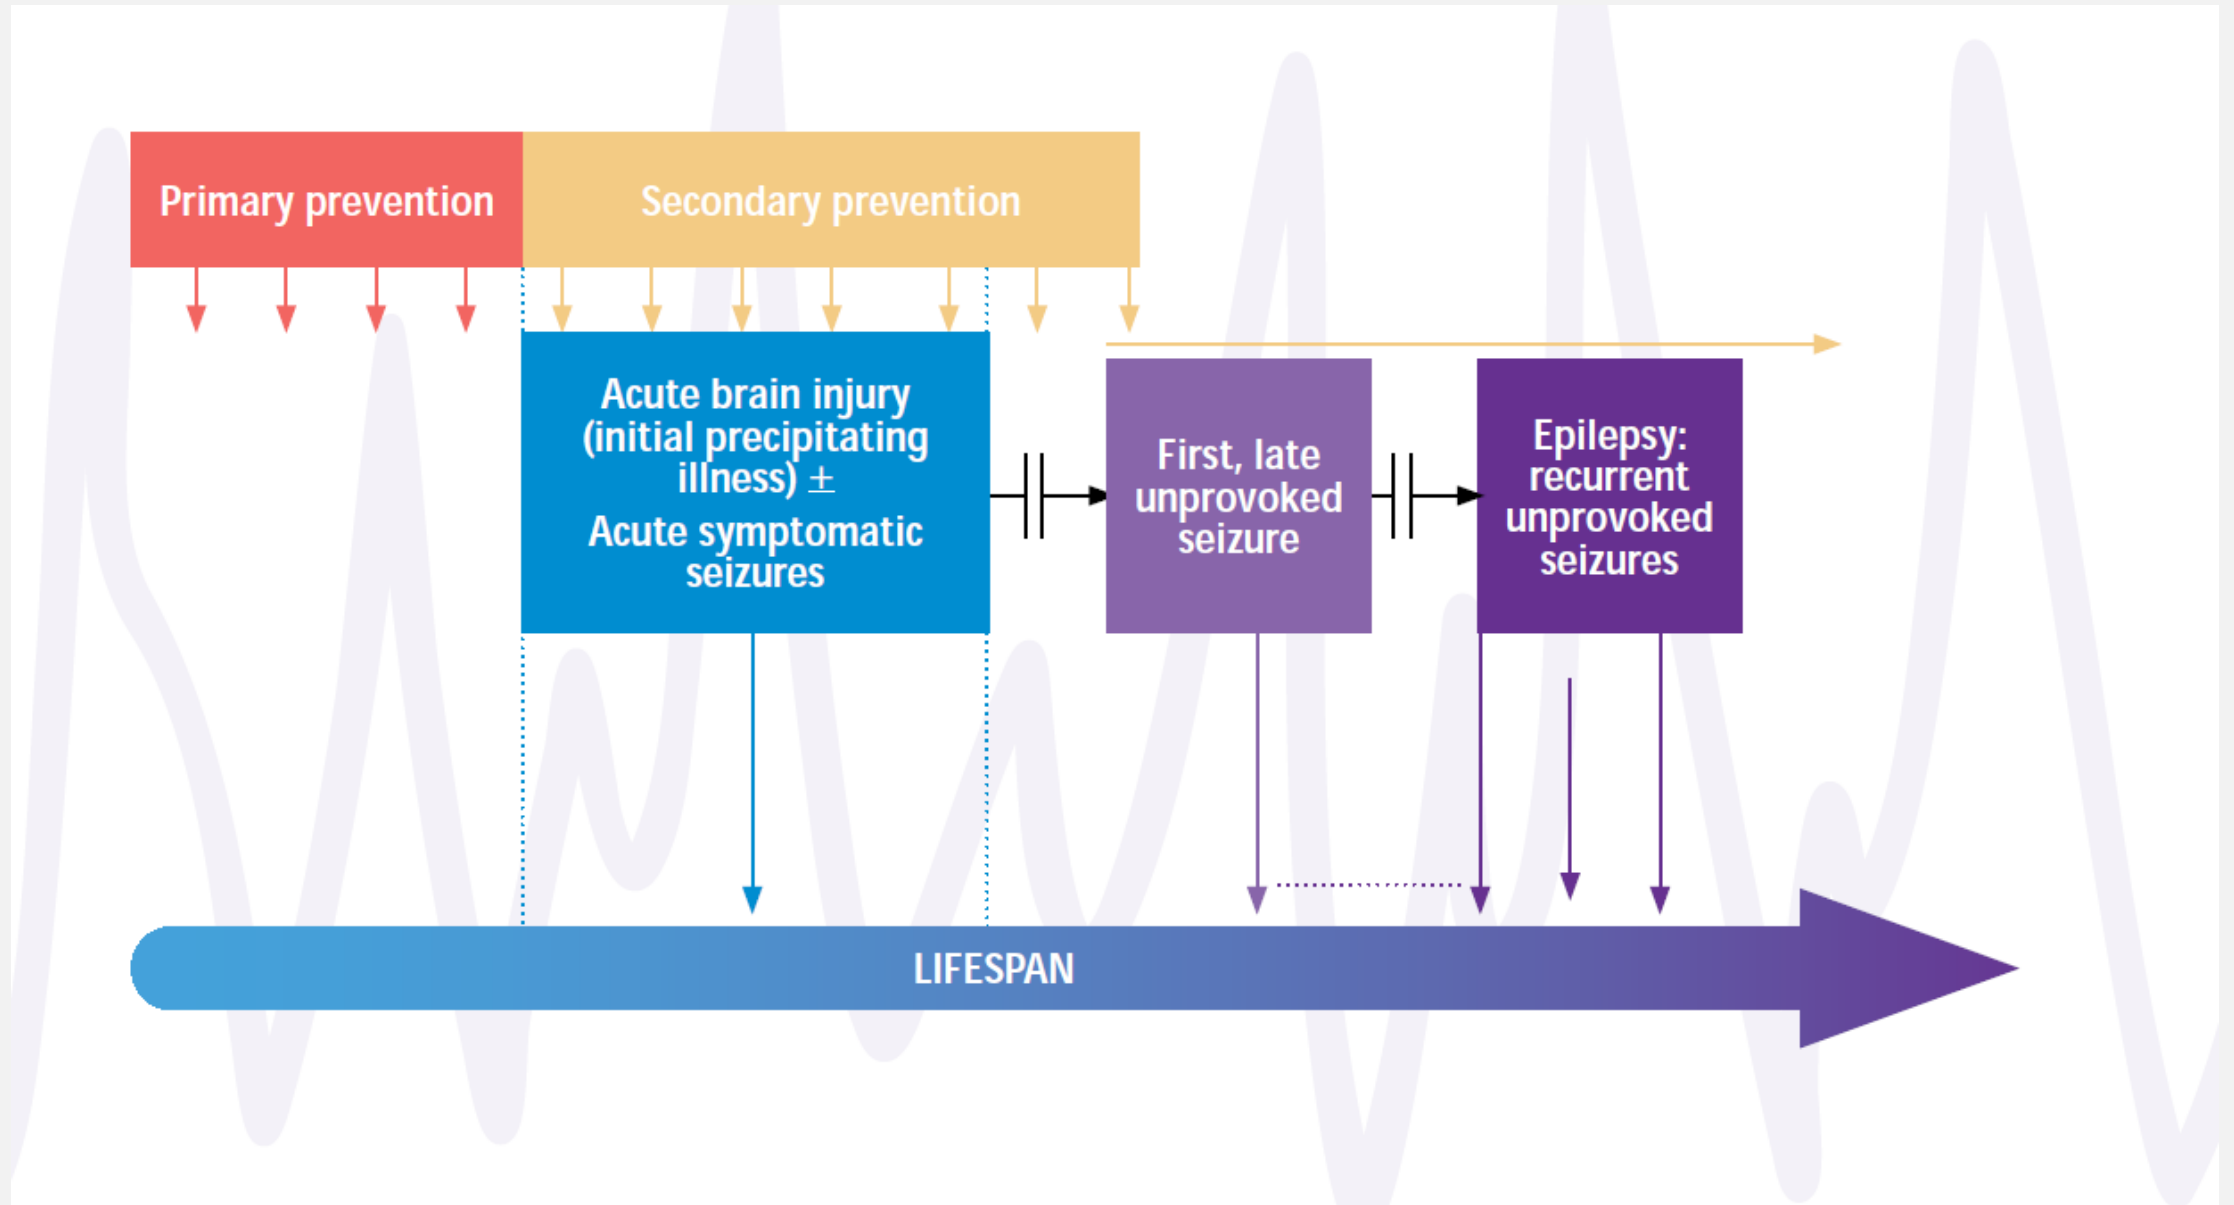 Primary prevention
Secondary prevention
Acute brain injury
(initial precipitating
illness) ±
Acute symptomatic
seizures
First, late
unprovoked
seizure
Epilepsy:
recurrent
unprovoked
seizures
LIFESPAN